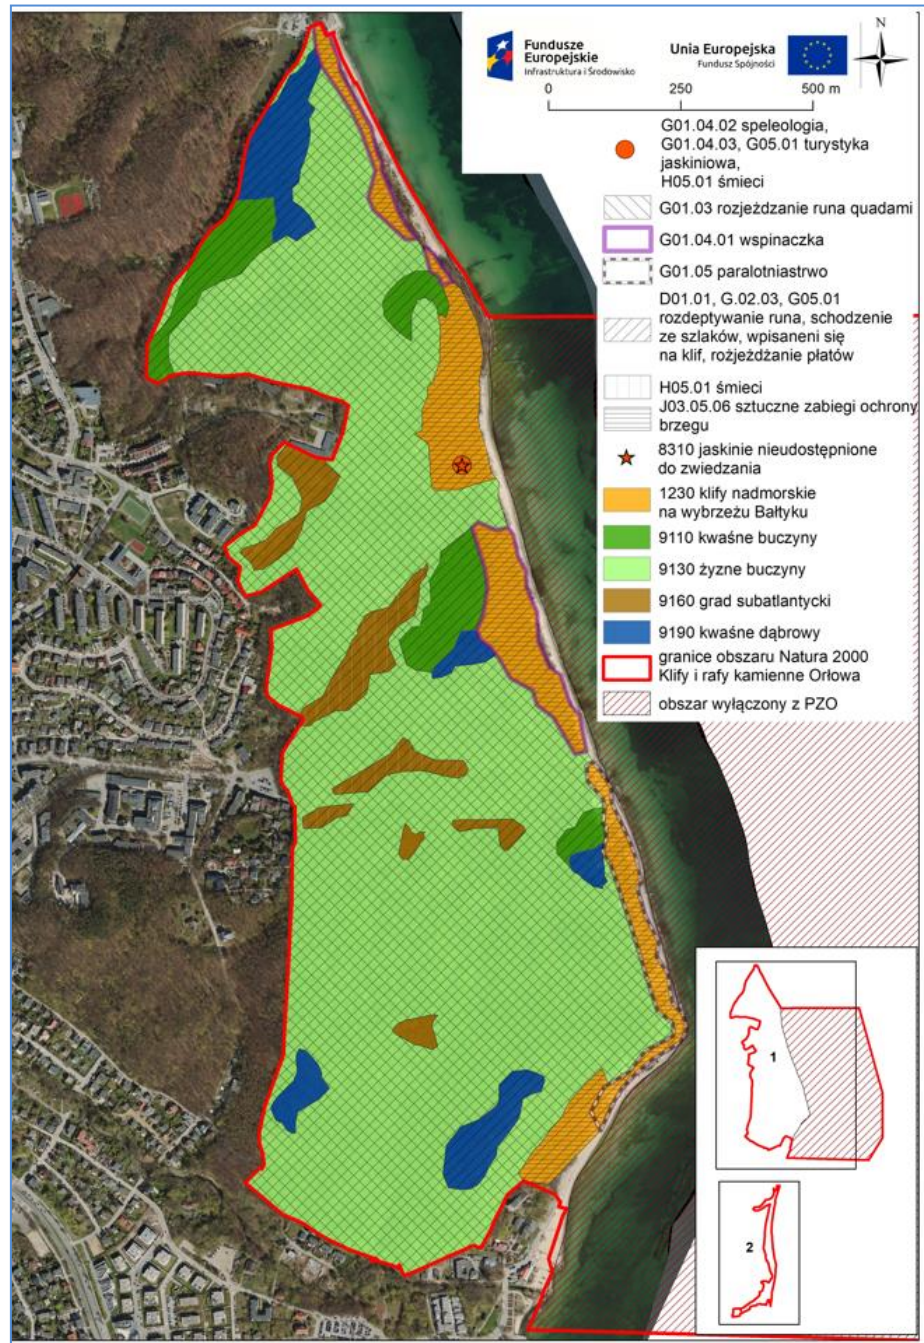 Fundusze
Europejskie
Infrastruktura i Środowisko
Unia Europejska
Fundusz Spójności
N
0 250 500 m
G01.04.02 speleologia,
G01.04.03, G05.01 turystyka
jaskiniowa,
H05.01 śmieci
G01.03 rozjeżdzanie runa quadami
G01.04.01 wspinaczka
G01.05 paralotniastrwo
D01.01, G.02.03, G05.01
rozdeptywanie runa, schodzenie
ze szlaków, wpisaneni się
na klif, rozjeżdżanie płatów
H05.01 śmieci
J03.05.06 sztuczne zabiegi ochrony
brzegu
8310 jaskinie nieudostępnione
do zwiedzania
1230 klify nadmorskie
na wybrzeżu Bałtyku
9110 kwaśne buczyny
9130 żyzne buczyny
9160 grad subatlantycki
9190 kwaśne dąbrowy
granice obszaru Natura 2000
Klify i rafy kamienne Orłowa
obszar wyłączony z PZO
1
2